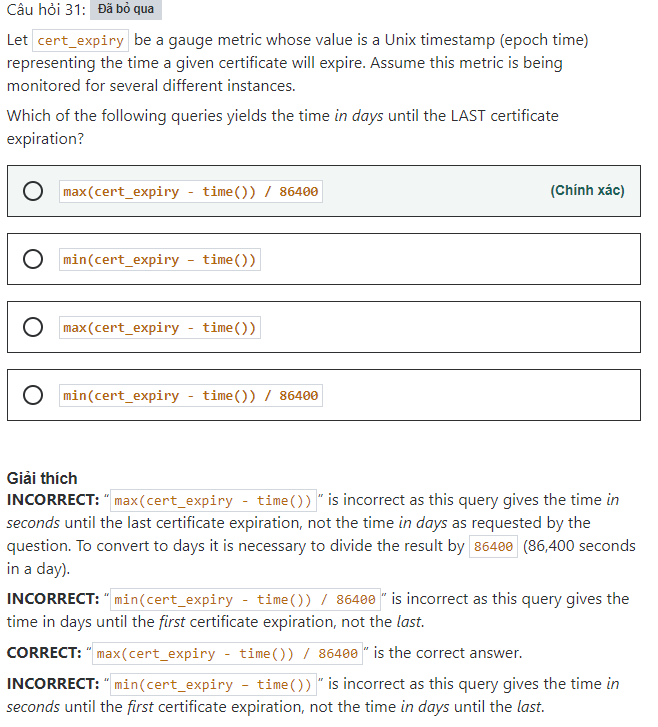 Câu hỏi 31: Đã bỏ qua
Let cert_expiry be a gauge metric whose value is a Unix timestamp (epoch time)
representing the time a given certificate will expire. Assume this metric is being
monitored for several different instances.
Which of the following queries yields the time in days until the LAST certificate
expiration?
max(cert_expiry - time()) / 86400 (Chính xác)
min(cert_expiry - time())
max(cert_expiry - time())
min(cert_expiry - time()) / 86400
Giải thích
INCORRECT: “max(cert_expiry - time())” is incorrect as this query gives the time in
seconds until the last certificate expiration, not the time in days as requested by the
question. To convert to days it is necessary to divide the result by 86400 (86,400 seconds
in a day).
INCORRECT: “min(cert_expiry - time()) / 86400” is incorrect as this query gives the
time in days until the first certificate expiration, not the last.
CORRECT: “max(cert_expiry - time()) / 86400” is the correct answer.
INCORRECT: “min(cert_expiry – time())” is incorrect as this query gives the time in
seconds until the first certificate expiration, not the time in days until the last.